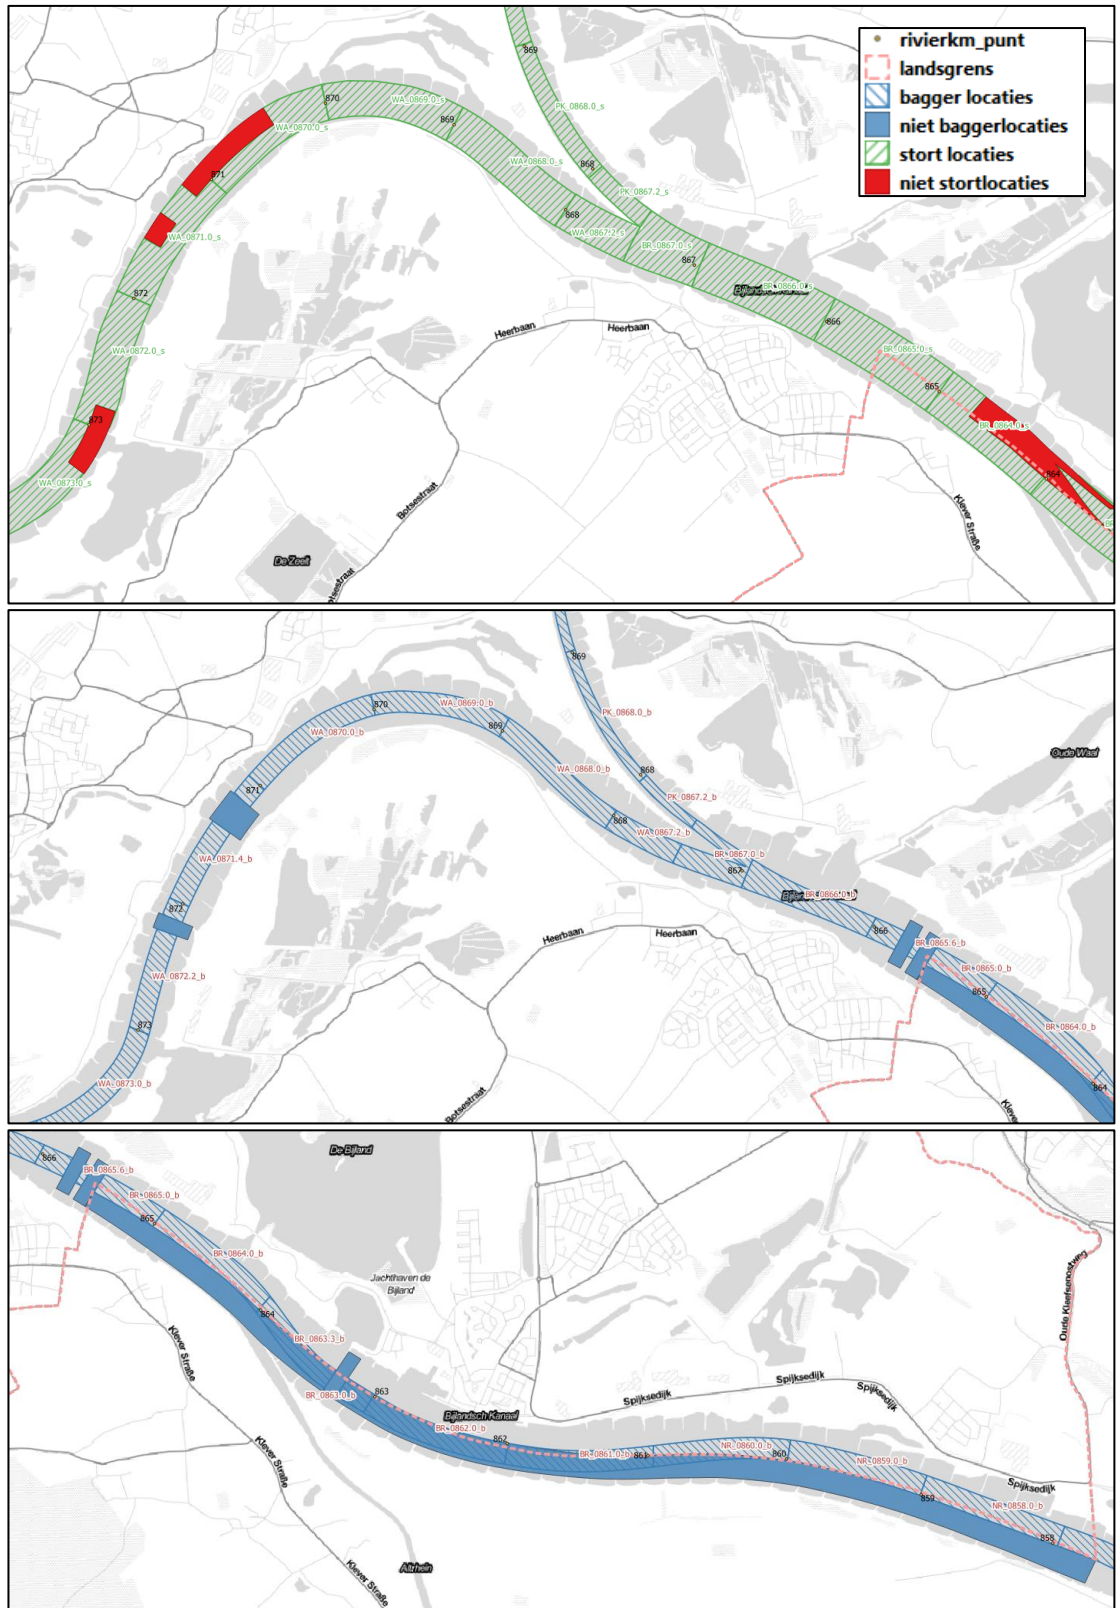 rivierkm_punt
landsgrens
bagger locaties
niet baggerlocaties
stort locaties
niet stortlocaties
869
PK_0868.0_s
870
WA_0869.0_s
869
WA_0870.0_s
WA_0868.0_s
868
871
PK_0867.2_s
868
WA_0867.2_s
WA_0871.0_s
BR_0867.0_s
867
BR_0866.0_s
872
866
Heerbaan
Heerbaan
WA_0872.0_s
BR_0865.0_s
865
873
BR_0864.0_s
864
WA_0873.0_s
Botsestraat
Klever Straße
BR
De Zeeit
869
870
WA_0869.0_b
PK_0868.0_b
869
WA_0870.0_b
Oude Waal
WA_0868.0_b
868
871
PK_0867.2_b
868
WA_0867.2_b
BR_0867.0_b
WA_0871.4_b
867
BR_0866.0_b
872
866
Heerbaan
Heerbaan
BR_0865.6_b
BR_0865.0_b
WA_0872.2_b
865
873
BR_0864.0_b
WA_0873.0_b
864
Botsestraat
De Bijland
866
BR_0865.6_b
BR_0865.0_b
865
BR_0864.0_b
Jachthaven de
Bijland
864
Oude Kleefsepostweg
BR_0863.3_b
Klever Straße
BR_0863.0_b
863
Spijksedijk
Spijksedijk
Spijksedijk
Bijlandsch Kanaal
BR_0862.0_b
862
BR_0861.0_b
861
NR_0860.0_b
860
NR_0859.0_b
Klever Straße
Spijksedijk
859
NR_0858.0_b
858
Altrhein
Klever Straße